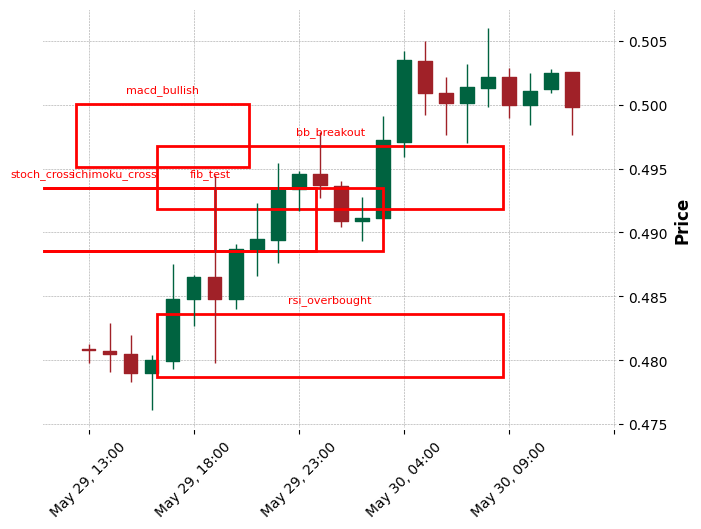 macd_bullish
bb_breakout
stoch_cross
ichimoku_cross
fib_test
rsi_overbought
0.505
0.500
0.495
0.490
0.485
0.480
0.475
Price
May 29, 13:00
May 29, 18:00
May 29, 23:00
May 30, 04:00
May 30, 09:00